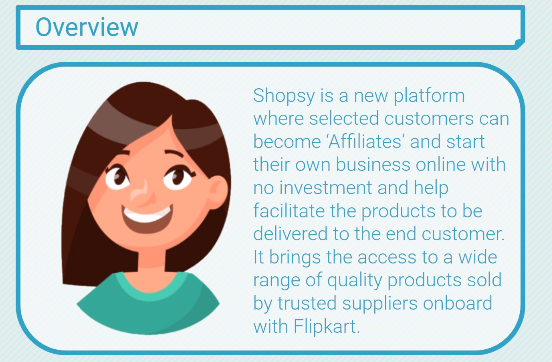 Overview
Shopsy is a new platform
where selected customers can
become ‘Affiliates’ and start
their own business online with
no investment and help
facilitate the products to be
delivered to the end customer.
It brings the access to a wide
range of quality products sold
by trusted suppliers onboard
with Flipkart.